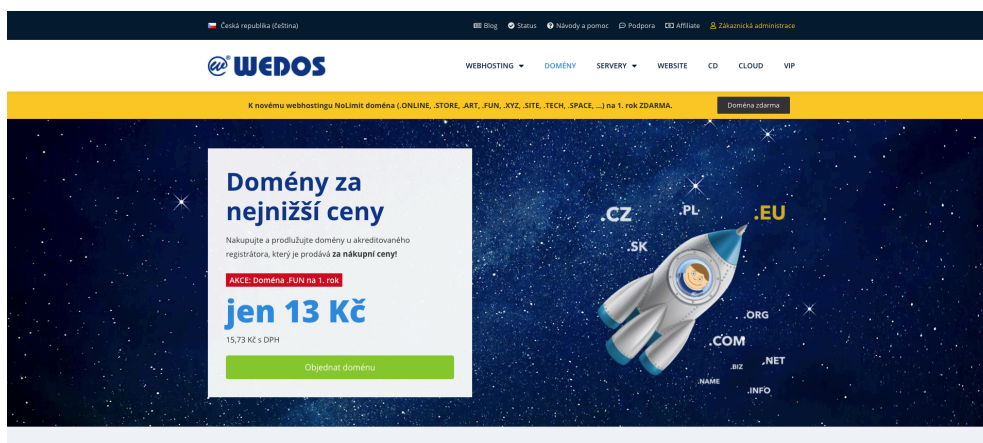 Česká republika (čeština)
Blog Status Návody a pomoc Podpora Affiliate Zákaznická administrace
@ WEDOS
WEBHOSTING DOMÉNY SERVERY WEBSITE CD CLOUD VIP
K novému webhostingu NoLimit doména (.ONLINE, .STORE, .ART, .FUN, .XYZ, .SITE, .TECH, .SPACE, ...) na 1. rok ZDARMA.
Doména zdarma
Domény za
nejnižší ceny
Nakupujte a prodlužujte domény u akreditovaného
registrátora, který je prodává za nákupní ceny!
AKCE: Doména .FUN na 1. rok
jen 13 Kč
15,73 Kč s DPH
Objednat doménu
.CZ
.PL
.EU
.SK
.ORG
.COM
.NET
.BIZ
.NAME
.INFO